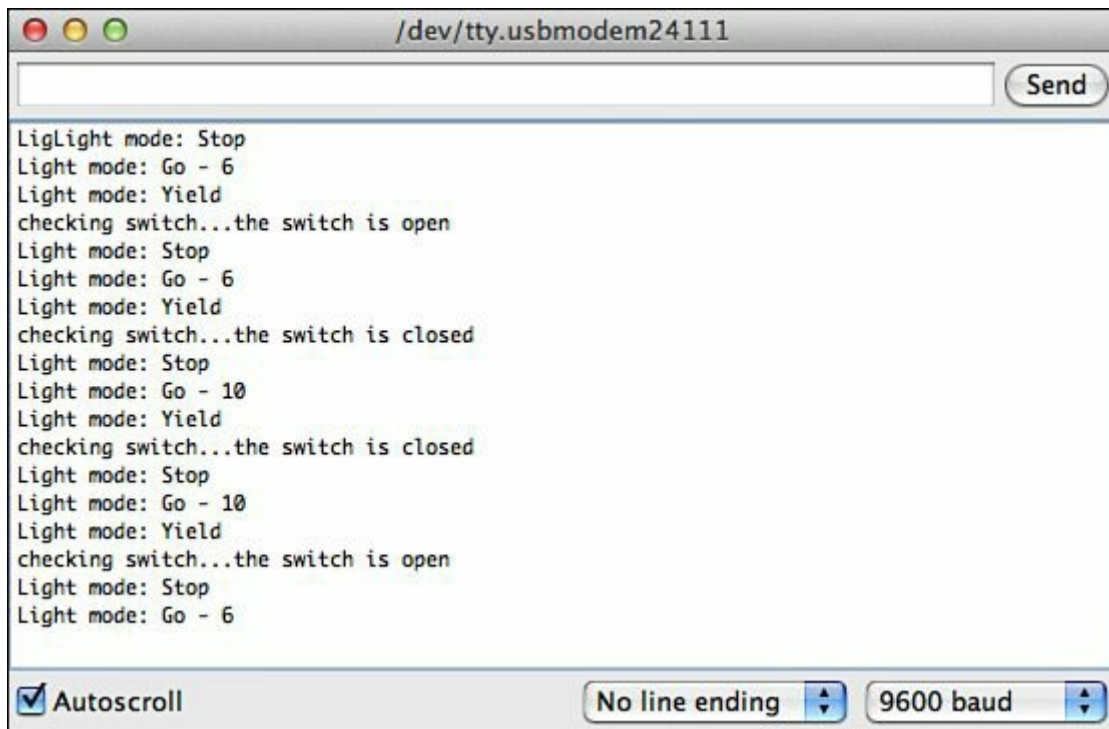 /dev/tty.usbmodem24111
Send
LigLight mode: Stop
Light mode: Go - 6
Light mode: Yield
checking switch...the switch is open
Light mode: Stop
Light mode: Go - 6
Light mode: Yield
checking switch...the switch is closed
Light mode: Stop
Light mode: Go - 10
Light mode: Yield
checking switch...the switch is closed
Light mode: Stop
Light mode: Go - 10
Light mode: Yield
checking switch...the switch is open
Light mode: Stop
Light mode: Go - 6
Autoscroll
No line ending
9600 baud